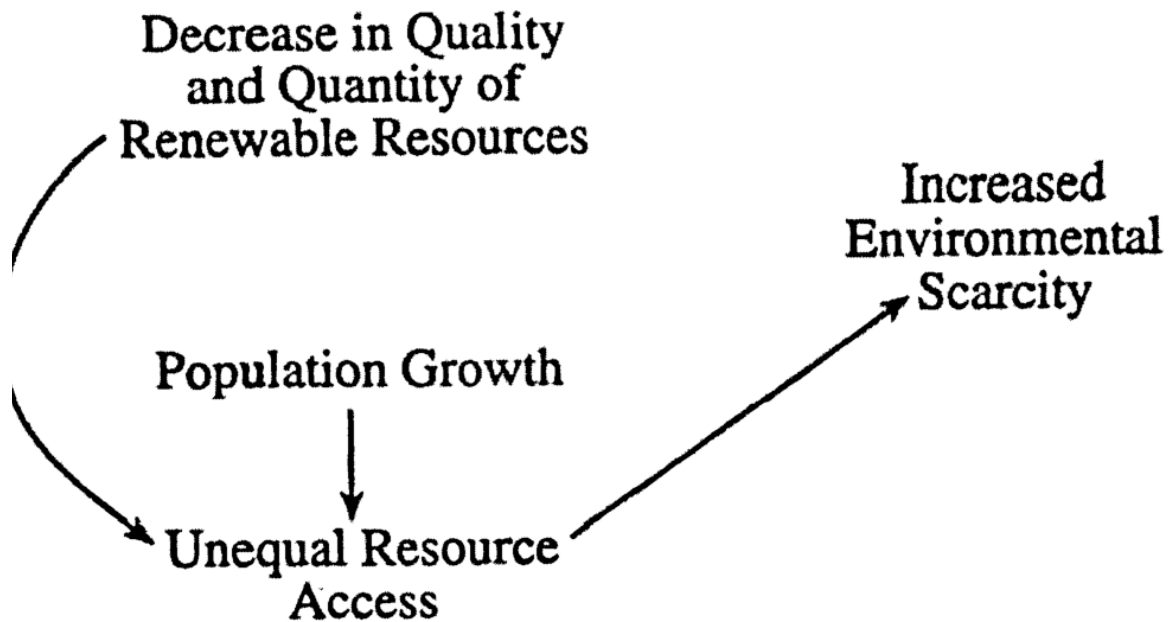 Decrease in Quality
and Quantity of
Renewable Resources
Increased
Environmental
Scarcity
Population Growth
Unequal Resource
Access